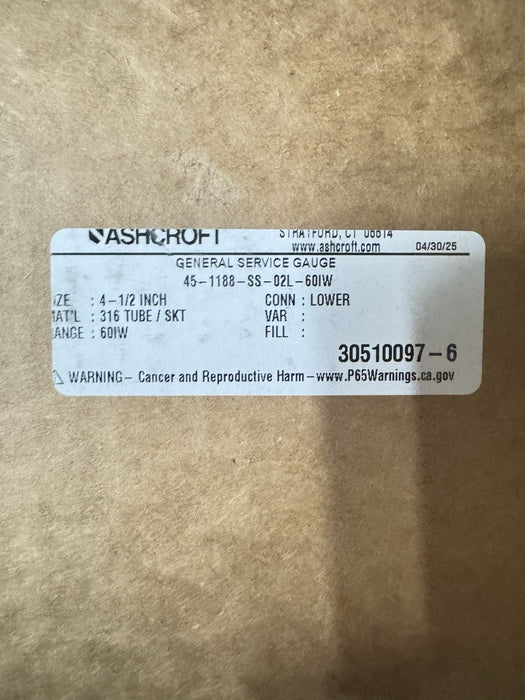 ASHCROFT
STRATFORD, CT 06614
www.ashcroft.com 04/30/25
GENERAL SERVICE GAUGE
45-1188-SS-02L-60IW
IZE : 4-1/2 INCH CONN : LOWER
MAT'L : 316 TUBE / SKT VAR :
ANGE : 60IW FILL :
30510097-6
⚠ WARNING- Cancer and Reproductive Harm-www.P65Warnings.ca.gov